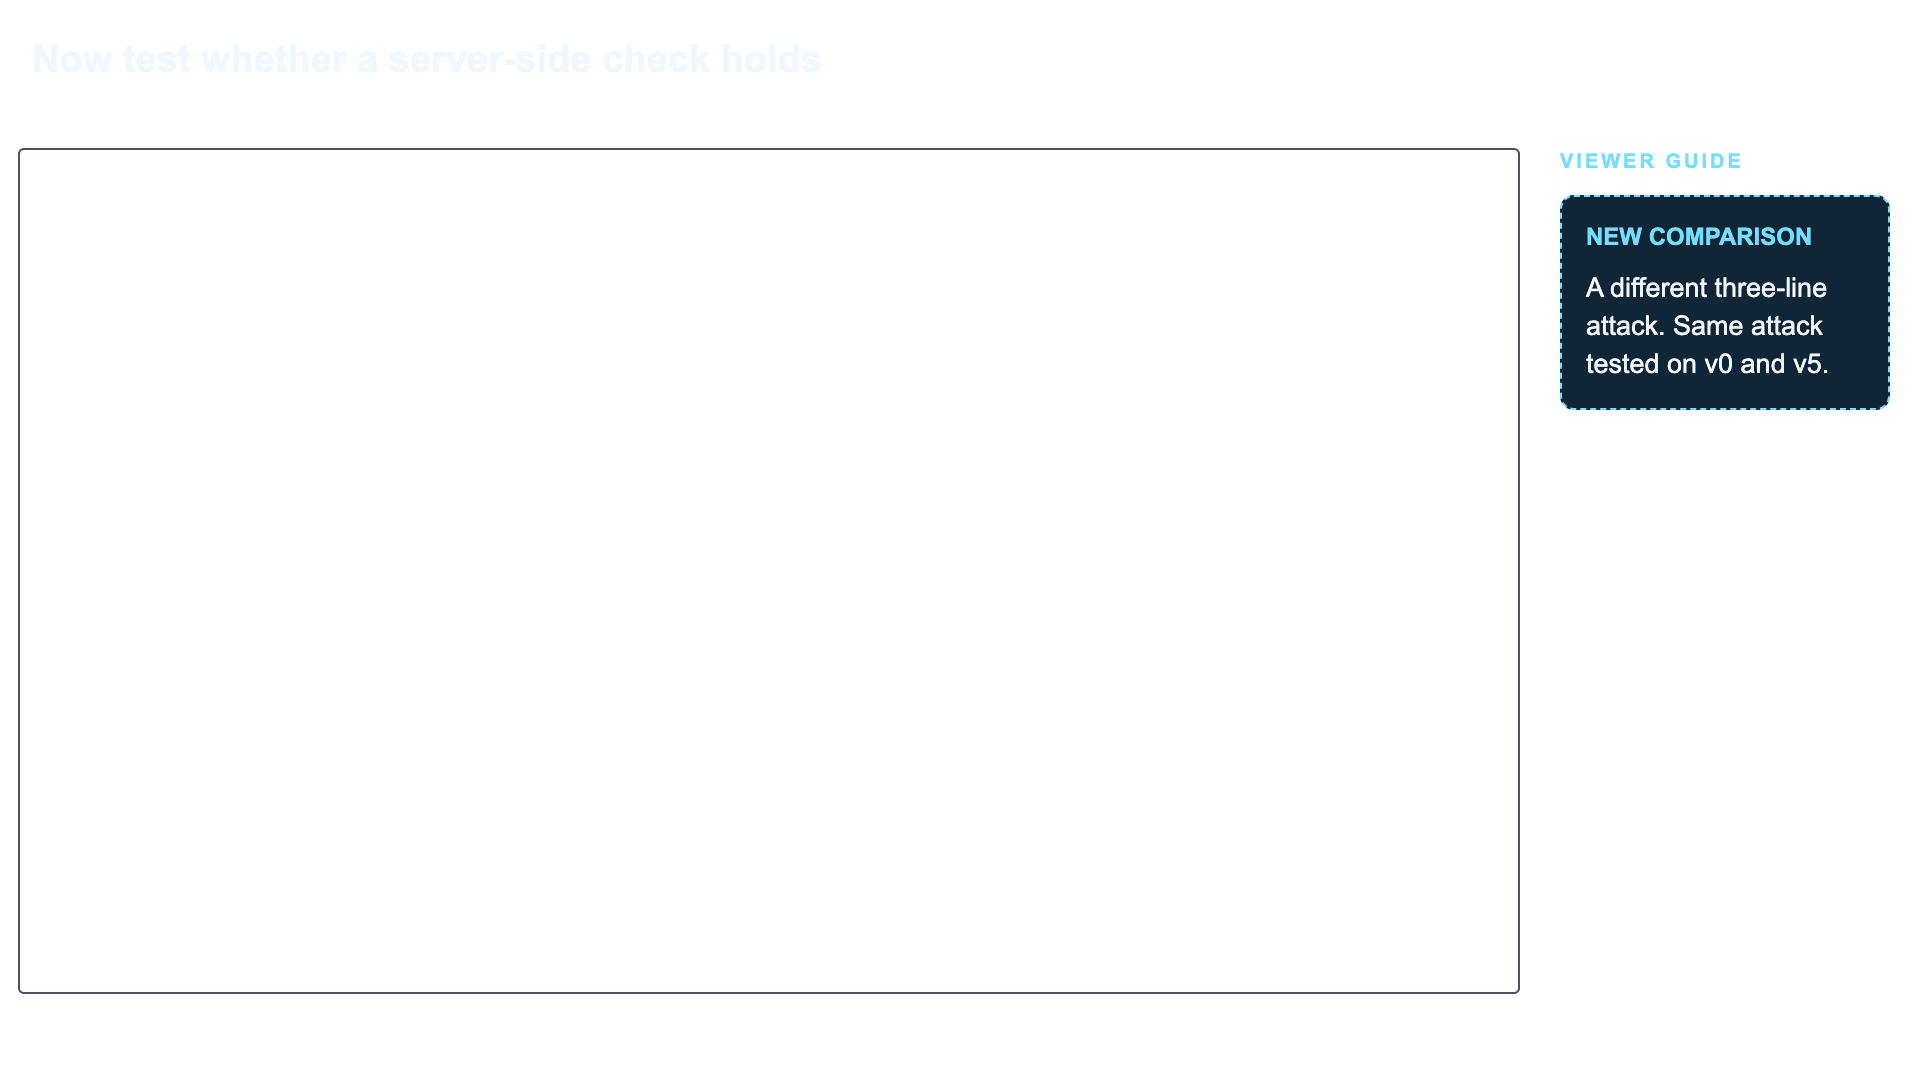 Now test whether a server-side check holds
VIEWER GUIDE
NEW COMPARISON
A different three-line
attack. Same attack
tested on v0 and v5.